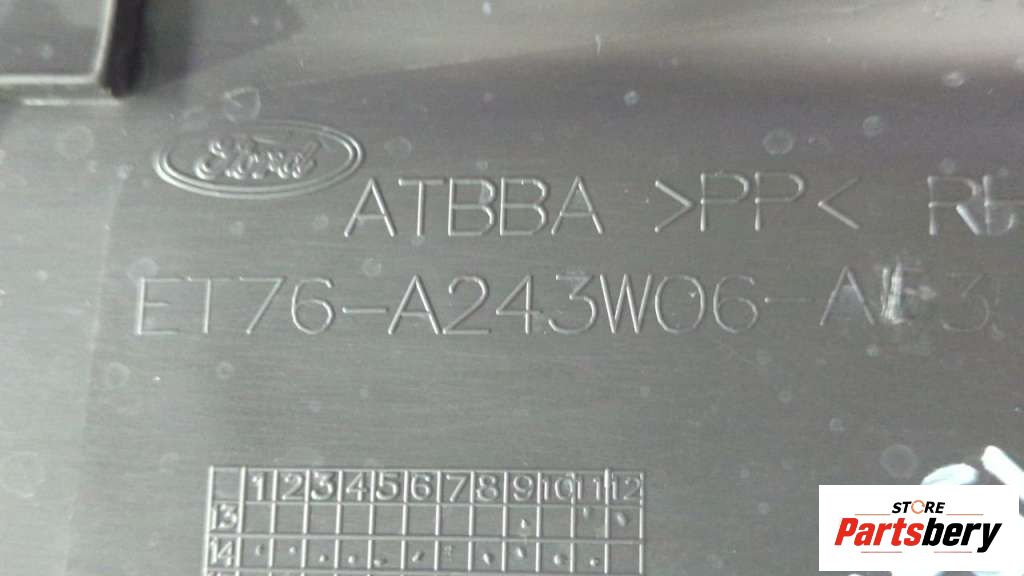 Ford
ATBBA >PP<
ET76-A243W06-A
1 2 3 4 5 6 7 8 9 10 11 12
13
14
STORE
Partsbery